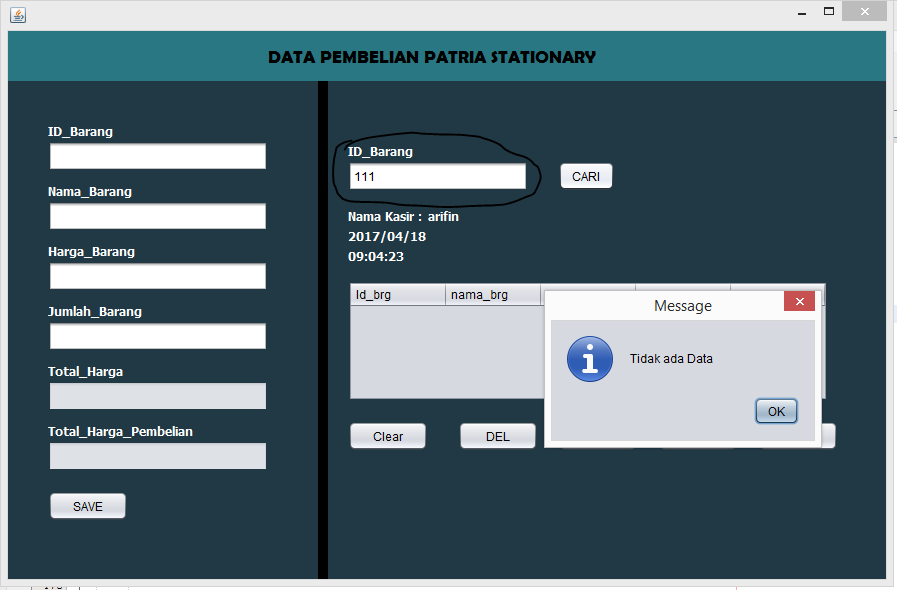 DATA PEMBELIAN PATRIA STATIONARY
ID_Barang
Nama_Barang
Harga_Barang
Jumlah_Barang
Total_Harga
Total_Harga_Pembelian
SAVE
ID_Barang
111
CARI
Nama Kasir : arifin
2017/04/18
09:04:23
Id_brg nama_brg
Clear DEL
Message
Tidak ada Data
OK